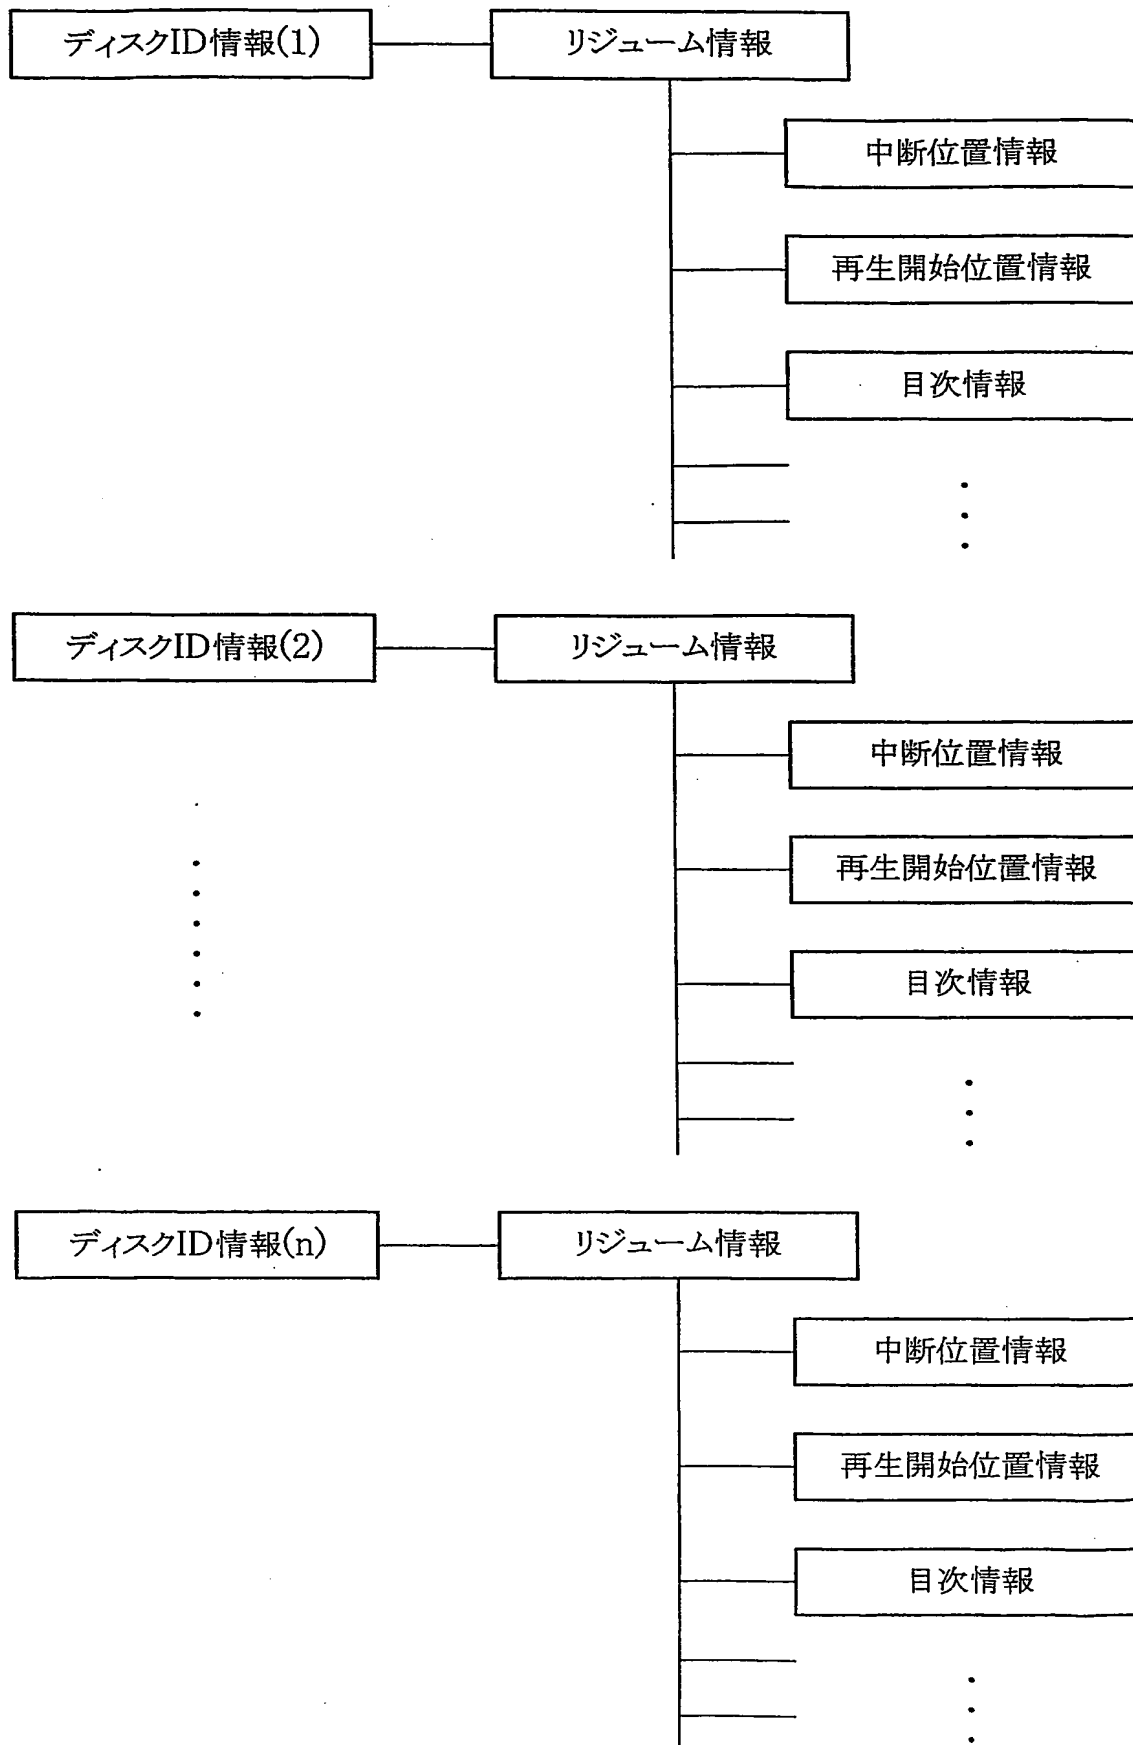 ディスクID情報(1)
リジューム情報
中断位置情報
再生開始位置情報
目次情報
ディスクID情報(2)
リジューム情報
中断位置情報
再生開始位置情報
目次情報
ディスクID情報(n)
リジューム情報
中断位置情報
再生開始位置情報
目次情報